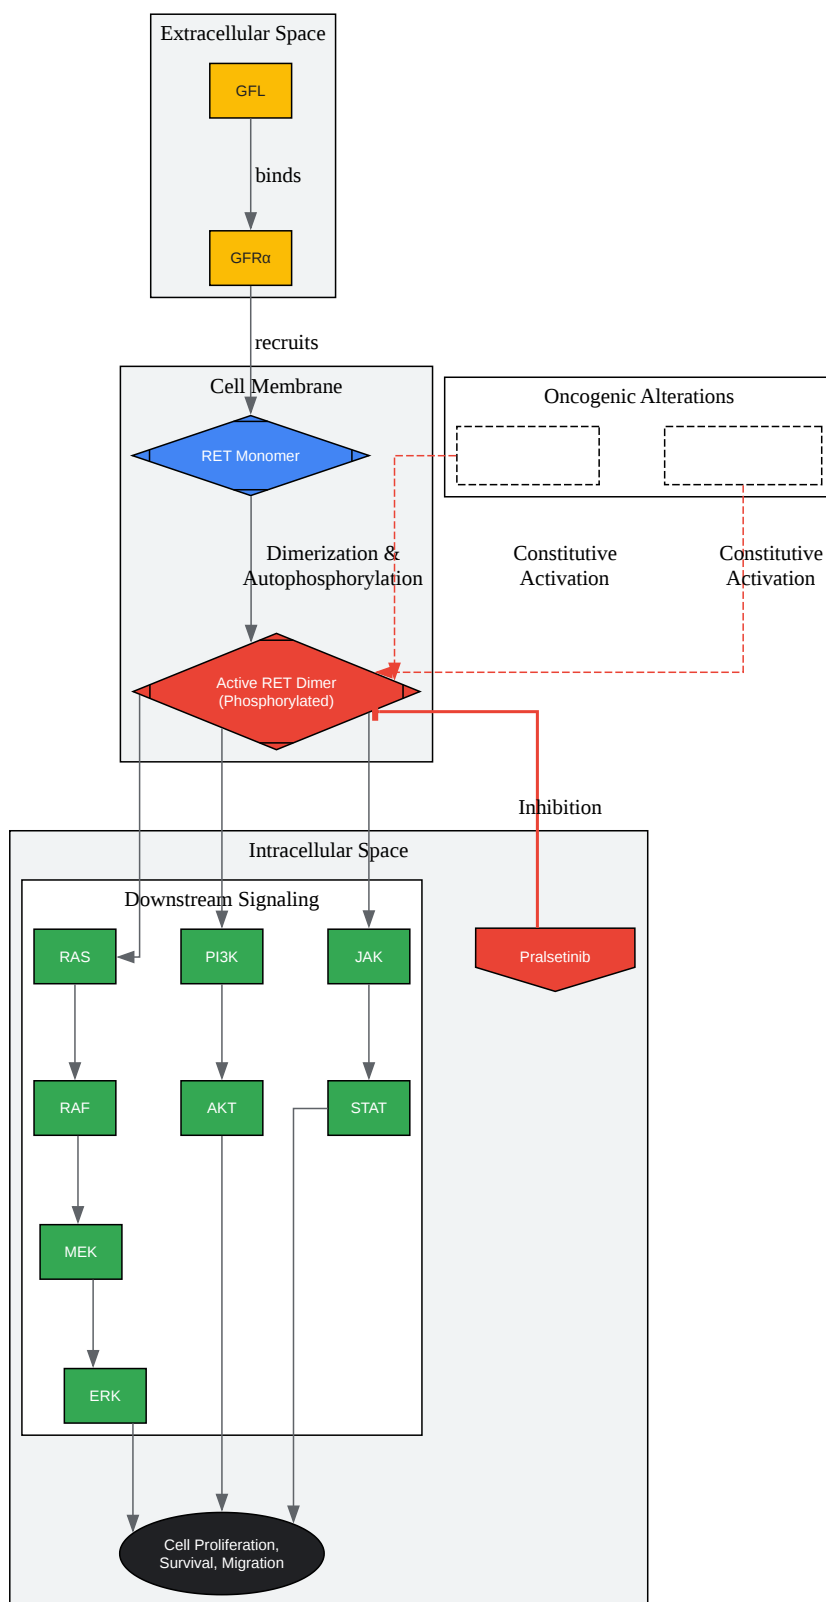 Extracellular Space
GFL
binds
GFRα
recruits
Cell Membrane
Oncogenic Alterations
RET Monomer
Dimerization &
Autophosphorylation
Constitutive
Activation
Constitutive
Activation
Active RET Dimer
(Phosphorylated)
Inhibition
Intracellular Space
Downstream Signaling
RAS
PI3K
JAK
Pralsetinib
RAF
AKT
STAT
MEK
ERK
Cell Proliferation,
Survival, Migration